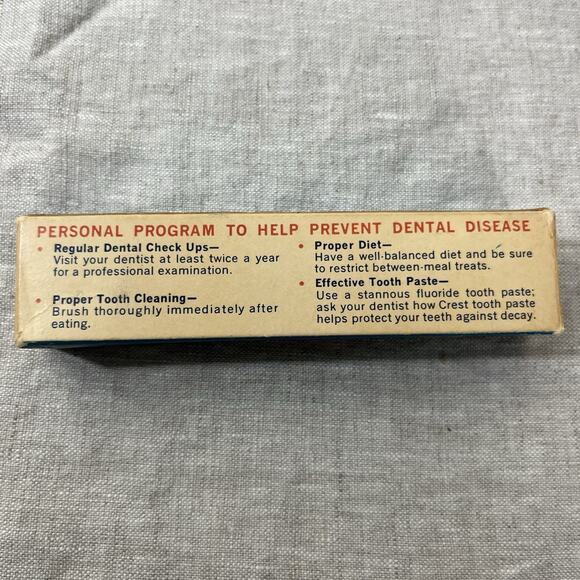 PERSONAL PROGRAM TO HELP PREVENT DENTAL DISEASE
• Regular Dental Check Ups—
Visit your dentist at least twice a year
for a professional examination.
• Proper Tooth Cleaning—
Brush thoroughly immediately after
eating.
• Proper Diet—
Have a well-balanced diet and be sure
to restrict between-meal treats.
• Effective Tooth Paste—
Use a stannous fluoride tooth paste;
ask your dentist how Crest tooth paste
helps protect your teeth against decay.